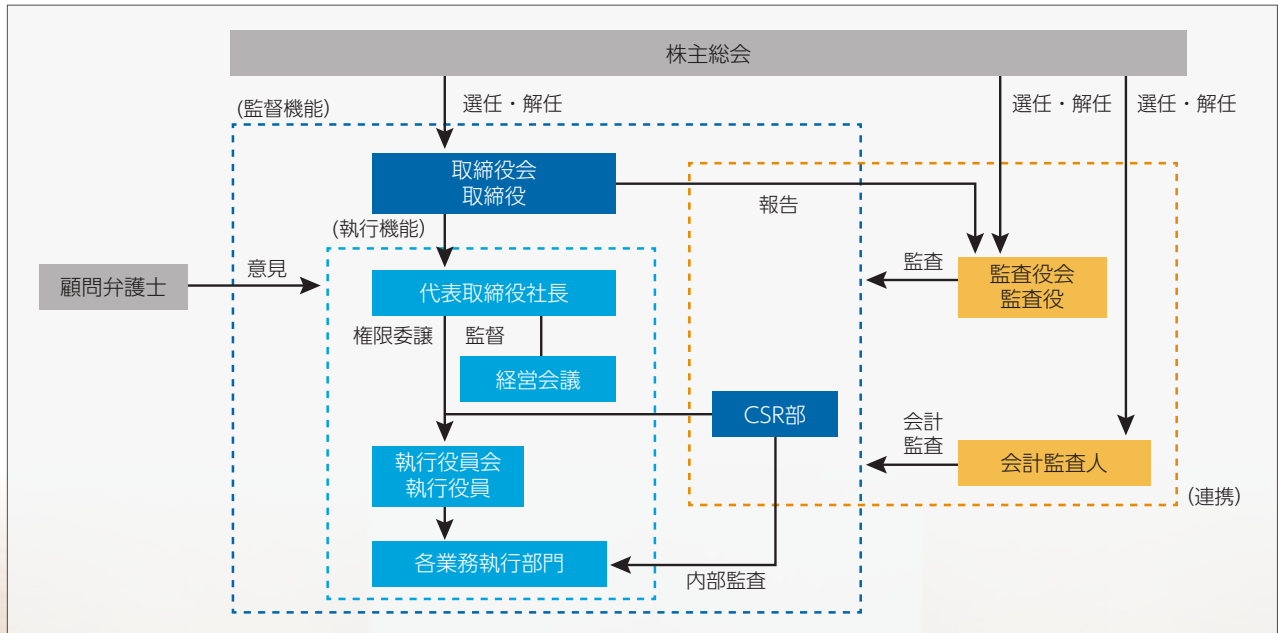 株主総会
選任・解任
選任・解任
選任・解任
(監督機能)
取締役会
取締役
報告
(執行機能)
顧問弁護士
意見
代表取締役社長
監査
監査役会
監査役
権限委譲
監督
経営会議
CSR部
会計
監査
会計監査人
執行役員会
執行役員
(連携)
各業務執行部門
内部監査